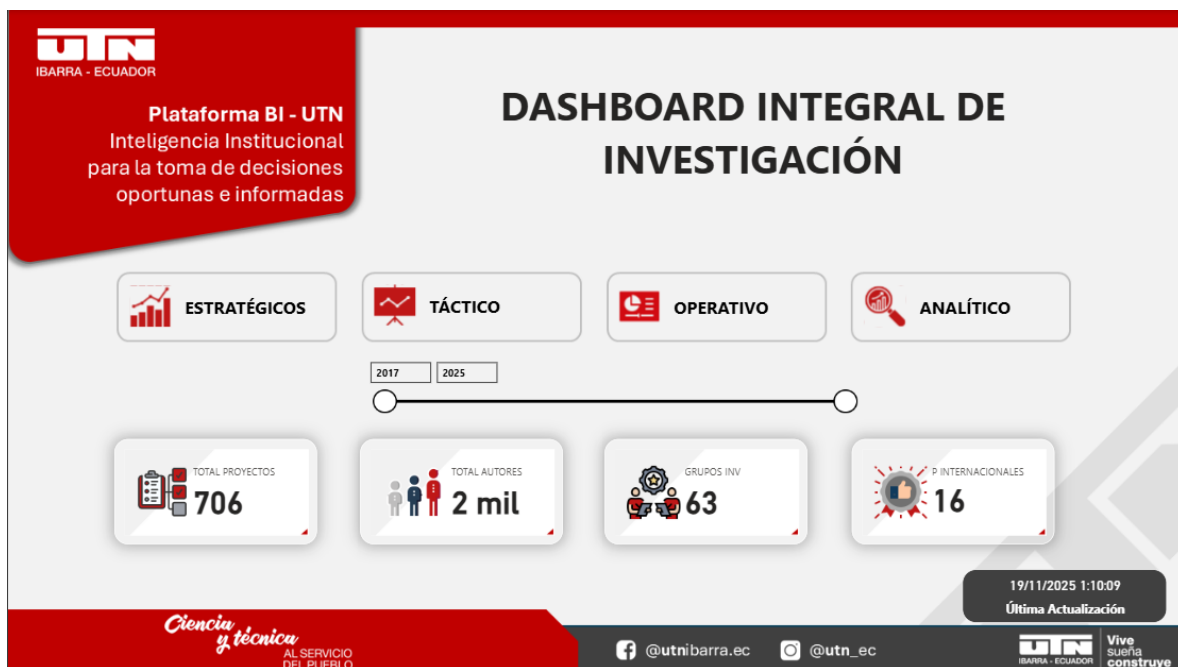 UTN
IBARRA - ECUADOR
Plataforma BI - UTN
Inteligencia Institucional
para la toma de decisiones
oportunas e informadas
DASHBOARD INTEGRAL DE
INVESTIGACIÓN
ESTRATÉGICOS
TÁCTICO
OPERATIVO
ANALÍTICO
2017
2025
TOTAL PROYECTOS
706
TOTAL AUTORES
2 mil
GRUPOS INV
63
P INTERNACIONALES
16
19/11/2025 1:10:09
Última Actualización
Ciencia
y técnica
AL SERVICIO
DEL PUEBLO
@utnibarra.ec
@utn_ec
UTN
IBARRA - ECUADOR
Vive
sueña
construye